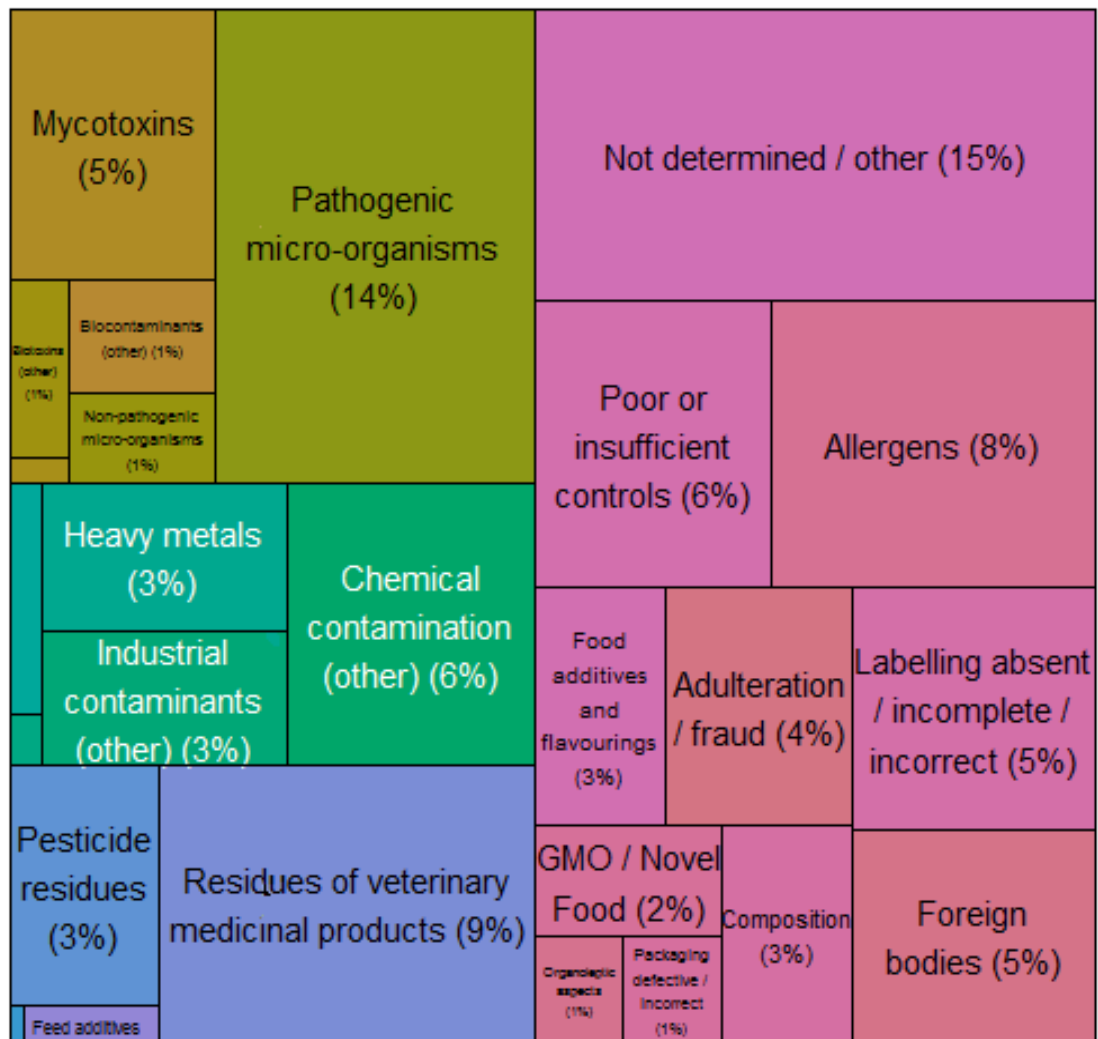 Mycotoxins
(5%)
Pathogenic
micro-organisms
(14%)
Biotoxins
(other)
(1%)
Biocontaminants
(other) (1%)
Non-pathogenic
micro-organisms
(1%)
Heavy metals
(3%)
Industrial
contaminants
(other) (3%)
Chemical
contamination
(other) (6%)
Pesticide
residues
(3%)
Residues of veterinary
medicinal products (9%)
Feed additives
Not determined / other (15%)
Poor or
insufficient
controls (6%)
Allergens (8%)
Food
additives
and
flavourings
(3%)
Adulteration
/ fraud (4%)
Labelling absent
/ incomplete /
incorrect (5%)
GMO / Novel
Food (2%)
Organoleptic
aspects
(1%)
Packaging
defective /
incorrect
(1%)
Composition
(3%)
Foreign
bodies (5%)